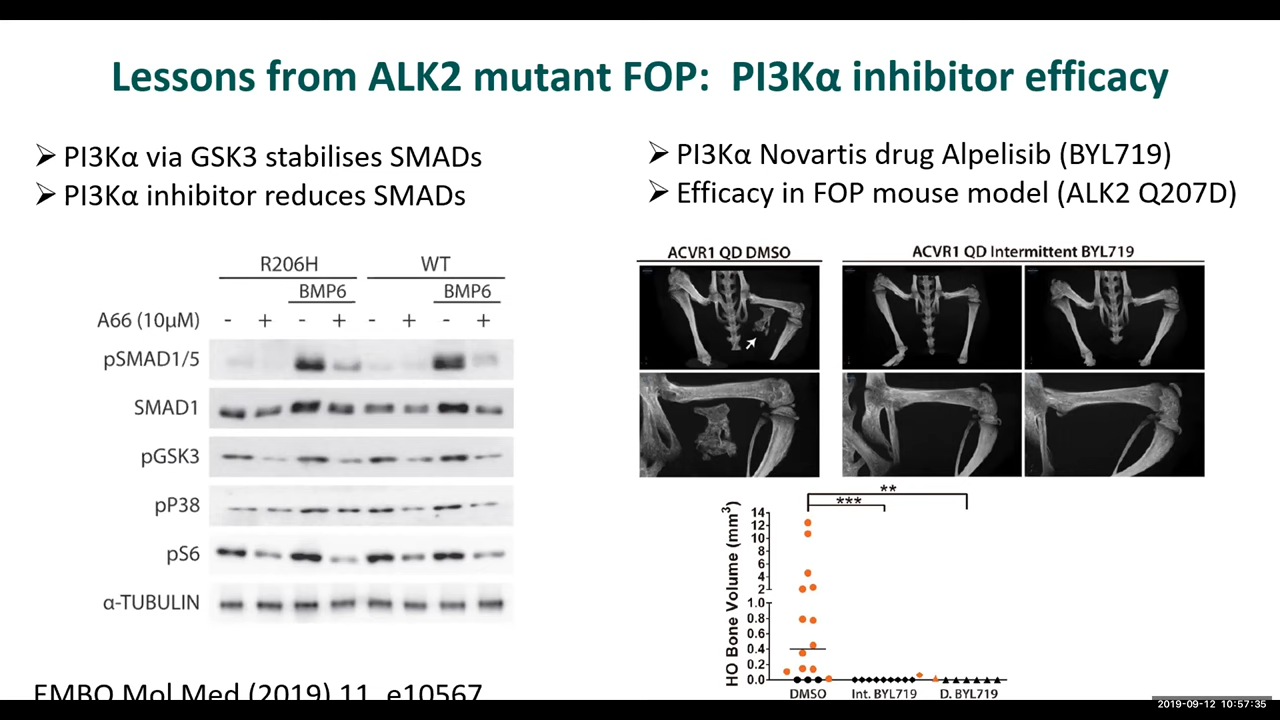 Lessons from ALK2 mutant FOP: PI3Kα inhibitor efficacy
➢ PI3Kα via GSK3 stabilises SMADs
➢ PI3Kα inhibitor reduces SMADs
R206H WT
BMP6 BMP6
A66 (10µM) - + - + - + - +
pSMAD1/5
SMAD1
pGSK3
pP38
pS6
α-TUBULIN
EMBO Mol Med (2019) 11, e10567
➢ PI3Kα Novartis drug Alpelisib (BYL719)
➢ Efficacy in FOP mouse model (ALK2 Q207D)
ACVR1 QD DMSO ACVR1 QD Intermittent BYL719
**
***
HO Bone Volume (mm³)
14
12
10
8
6
4
2
1.0
0.8
0.6
0.4
0.2
0.0
DMSO Int. BYL719 D. BYL719
2019-09-12 10:57:35